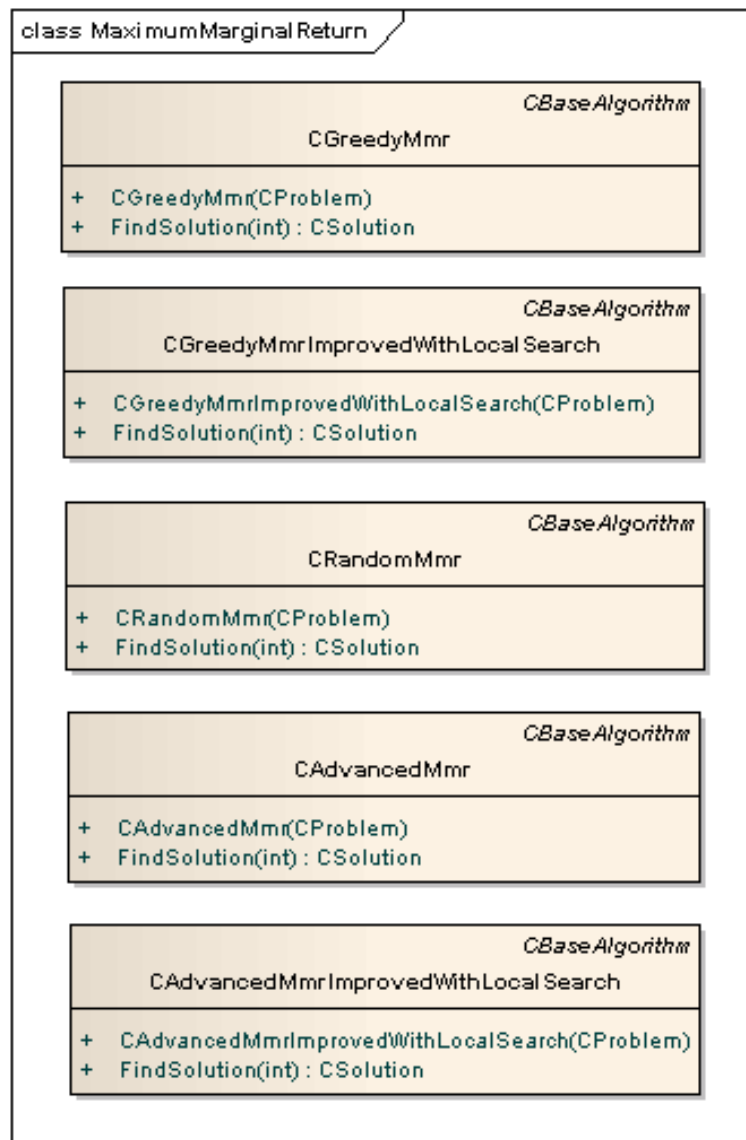 class MaximumMarginalReturn
CBaseAlgorithm
CGreedyMmr
+ CGreedyMmr(CProblem)
+ FindSolution(int) : CSolution
CBaseAlgorithm
CGreedyMmrImprovedWithLocalSearch
+ CGreedyMmrImprovedWithLocalSearch(CProblem)
+ FindSolution(int) : CSolution
CBaseAlgorithm
CRandomMmr
+ CRandomMmr(CProblem)
+ FindSolution(int) : CSolution
CBaseAlgorithm
CAdvancedMmr
+ CAdvancedMmr(CProblem)
+ FindSolution(int) : CSolution
CBaseAlgorithm
CAdvancedMmrImprovedWithLocalSearch
+ CAdvancedMmrImprovedWithLocalSearch(CProblem)
+ FindSolution(int) : CSolution